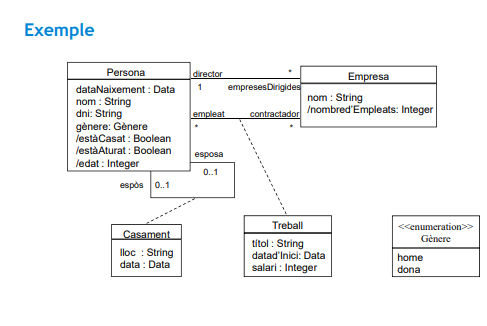 Exemple
Persona
dataNaixement : Data
nom : String
dni: String
gènere: Gènere
/estàCasat : Boolean
/estàAturat : Boolean
/edat : Integer
director
*
1
empresesDirigides
empleat
contractador
*
*
Empresa
nom : String
/nombred'Empleats: Integer
esposa
0..1
espòs
0..1
Casament
lloc : String
data : Data
Treball
títol : String
datad'Inici: Data
salari : Integer
<<enumeration>>
Gènere
home
dona